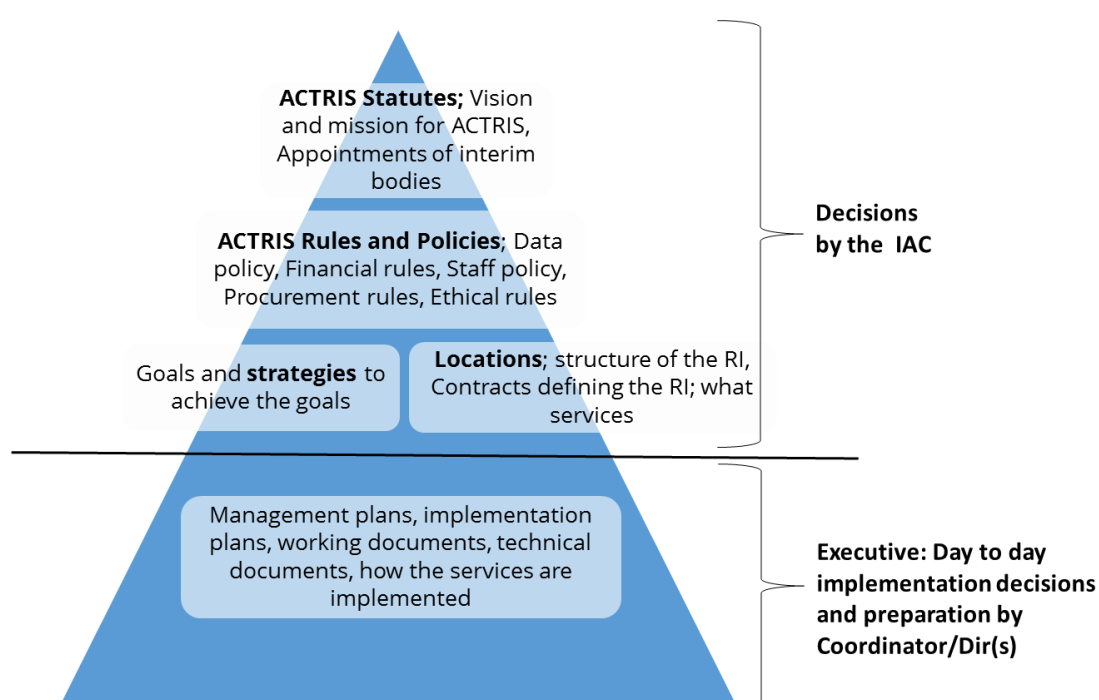 ACTRIS Statutes; Vision
and mission for ACTRIS,
Appointments of interim
bodies
ACTRIS Rules and Policies; Data
policy, Financial rules, Staff policy,
Procurement rules, Ethical rules
Goals and strategies to
achieve the goals
Locations; structure of the RI,
Contracts defining the RI; what
services
Decisions
by the IAC
Management plans, implementation
plans, working documents, technical
documents, how the services are
implemented
Executive: Day to day
implementation decisions
and preparation by
Coordinator/Dir(s)